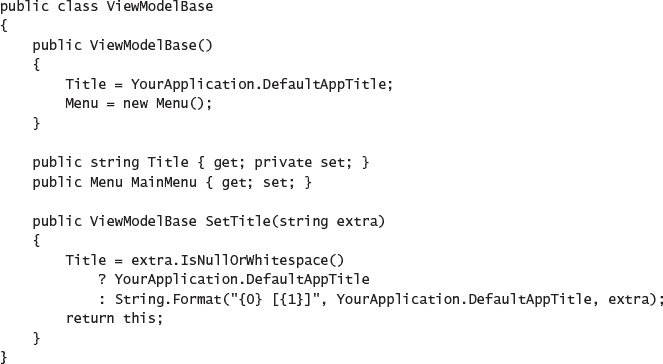 public class ViewModelBase
{
    public ViewModelBase()
    {
        Title = YourApplication.DefaultAppTitle;
        Menu = new Menu();
    }

    public string Title { get; private set; }
    public Menu MainMenu { get; set; }

    public ViewModelBase SetTitle(string extra)
    {
        Title = extra.IsNullOrWhitespace()
            ? YourApplication.DefaultAppTitle
            : String.Format("{0} [{1}]", YourApplication.DefaultAppTitle, extra);
        return this;
    }
}